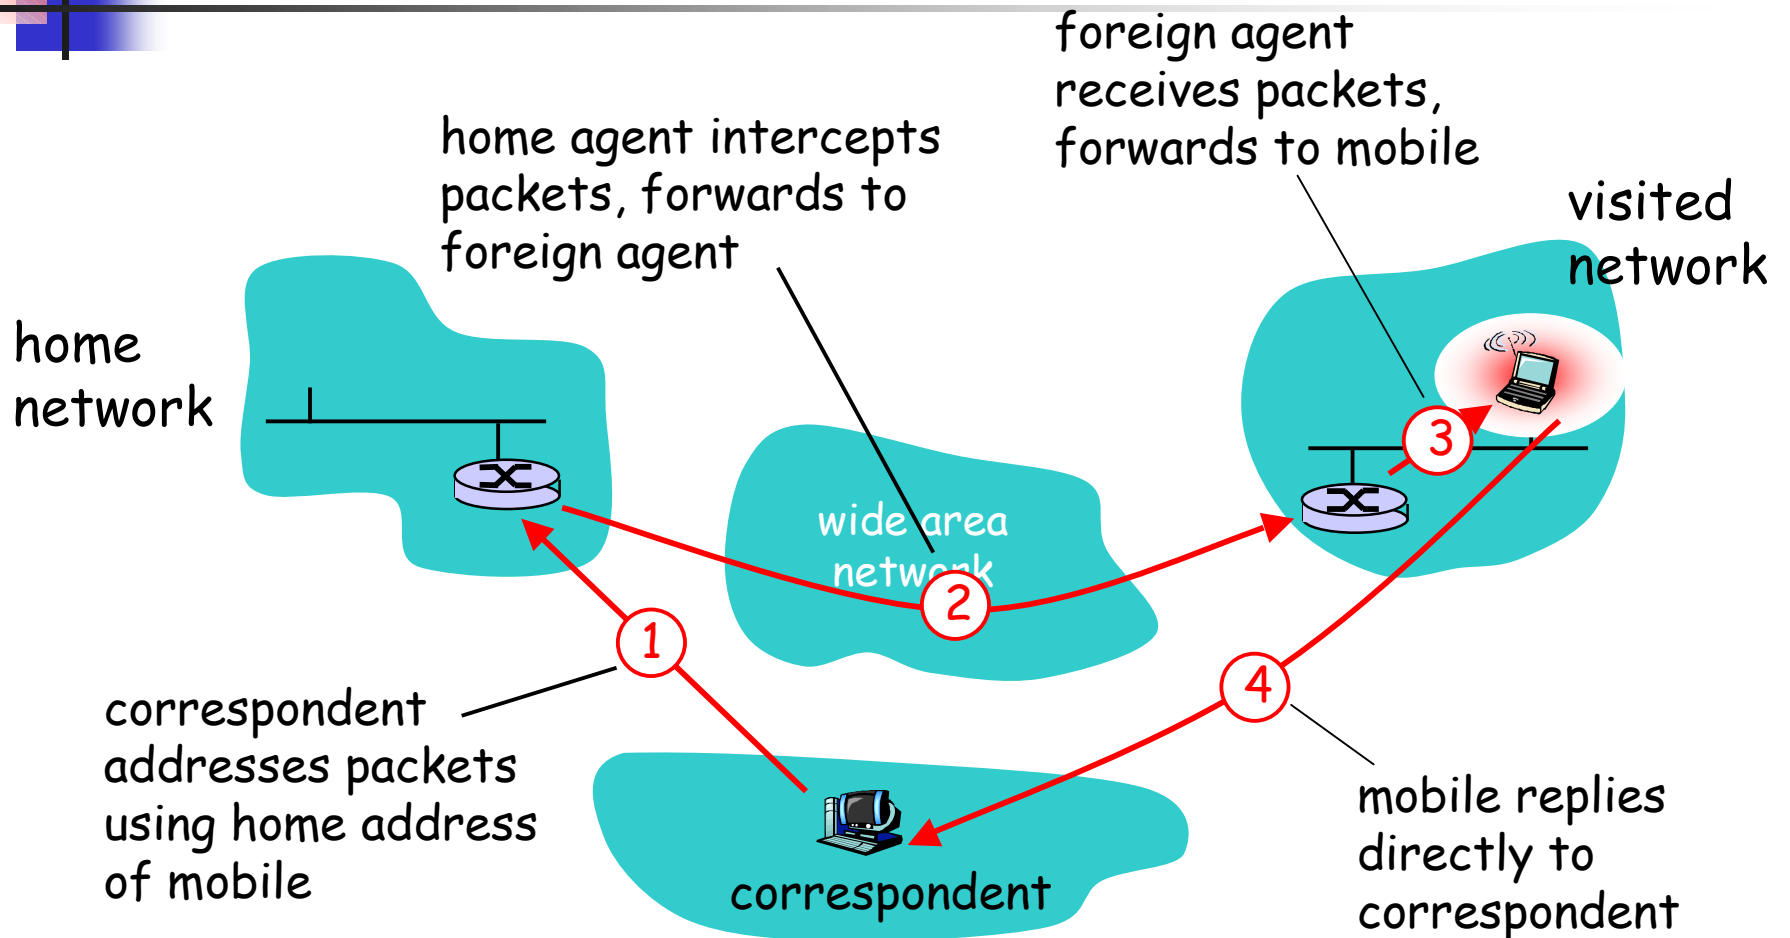 foreign agent
receives packets,
forwards to mobile
home agent intercepts
packets, forwards to
foreign agent
visited
network
home
network
wide area
network
3
2
1
4
correspondent
addresses packets
using home address
of mobile
mobile replies
directly to
correspondent
correspondent